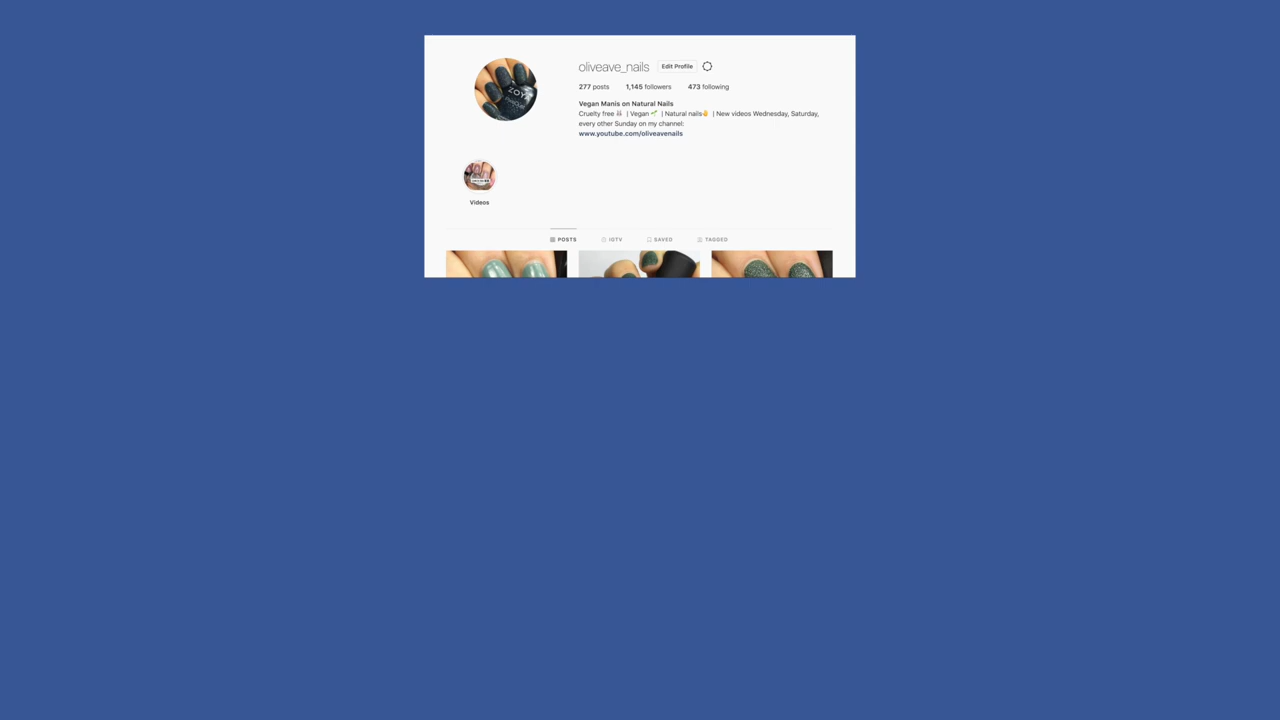 oliveave_nails Edit Profile
277 posts 1,145 followers 473 following
Vegan Manis on Natural Nails
Cruelty free 🐰 | Vegan 🌱 | Natural nails🤚 | New videos Wednesday, Saturday,
every other Sunday on my channel:
www.youtube.com/oliveavenails
ZOYA
Videos
POSTS IGTV SAVED TAGGED